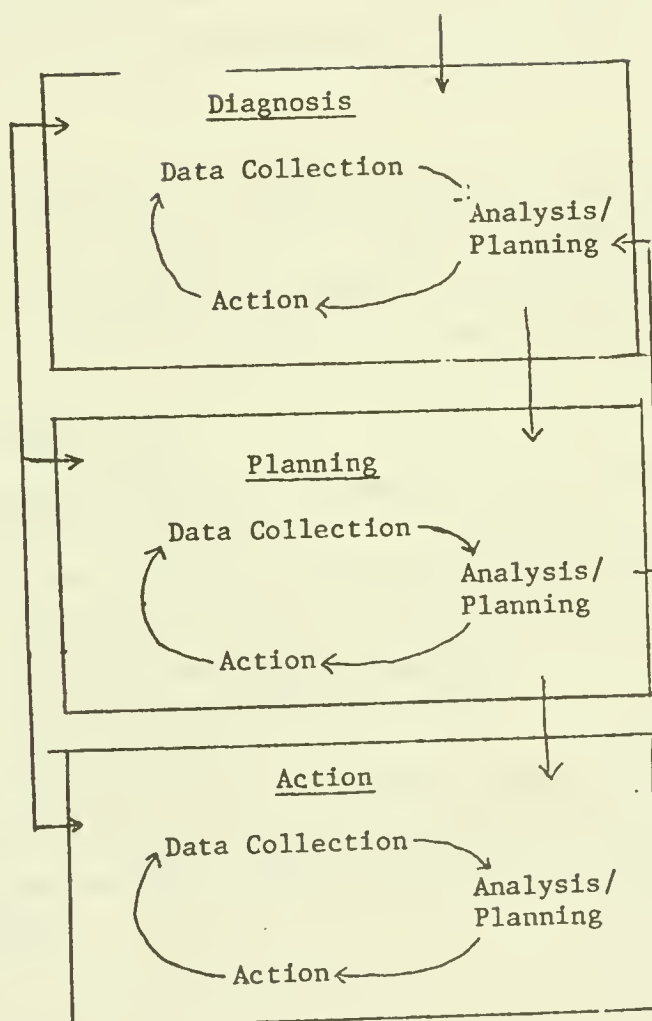 Diagnosis
Data Collection
Analysis/
Planning
Action
Planning
Data Collection
Analysis/
Planning
Action
Action
Data Collection
Analysis/
Planning
Action